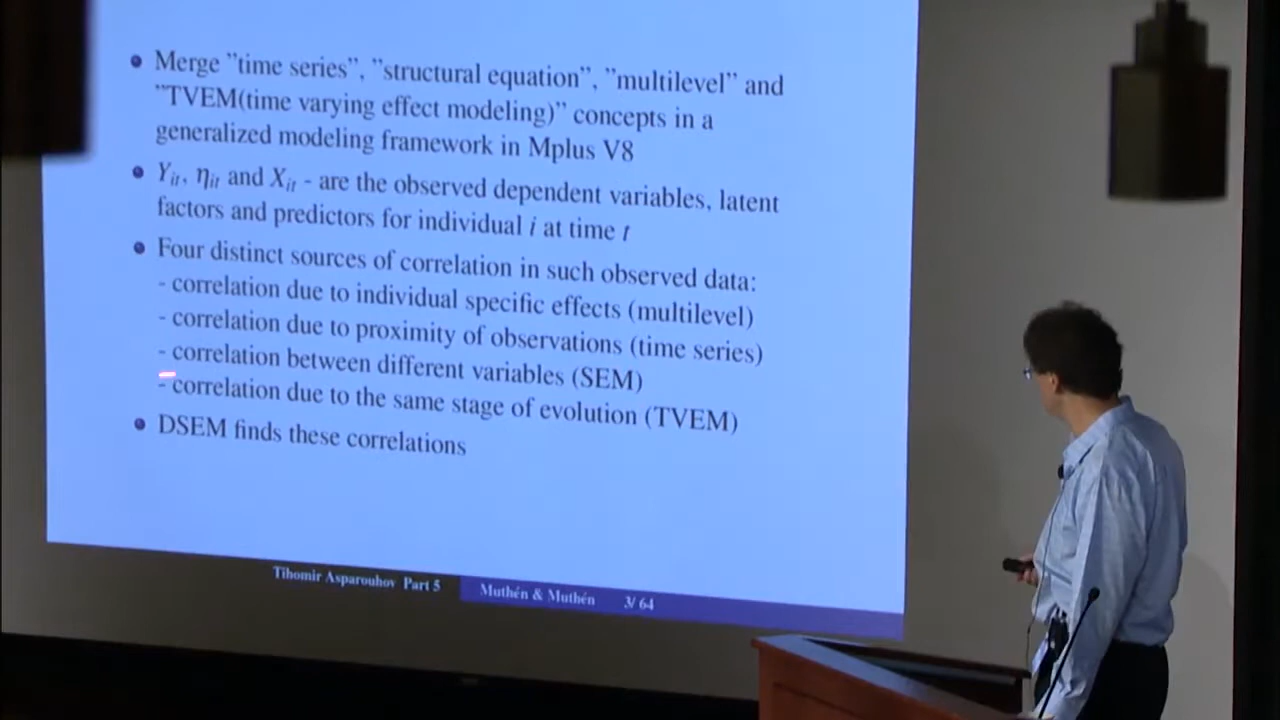 Merge ”time series”, ”structural equation”, ”multilevel” and
”TVEM(time varying effect modeling)” concepts in a
generalized modeling framework in Mplus V8
Y_it, η_it and X_it - are the observed dependent variables, latent
factors and predictors for individual i at time t
Four distinct sources of correlation in such observed data:
- correlation due to individual specific effects (multilevel)
- correlation due to proximity of observations (time series)
- correlation between different variables (SEM)
- correlation due to the same stage of evolution (TVEM)
DSEM finds these correlations
Tihomir Asparouhov Part 5 Muthén & Muthén 3/ 64